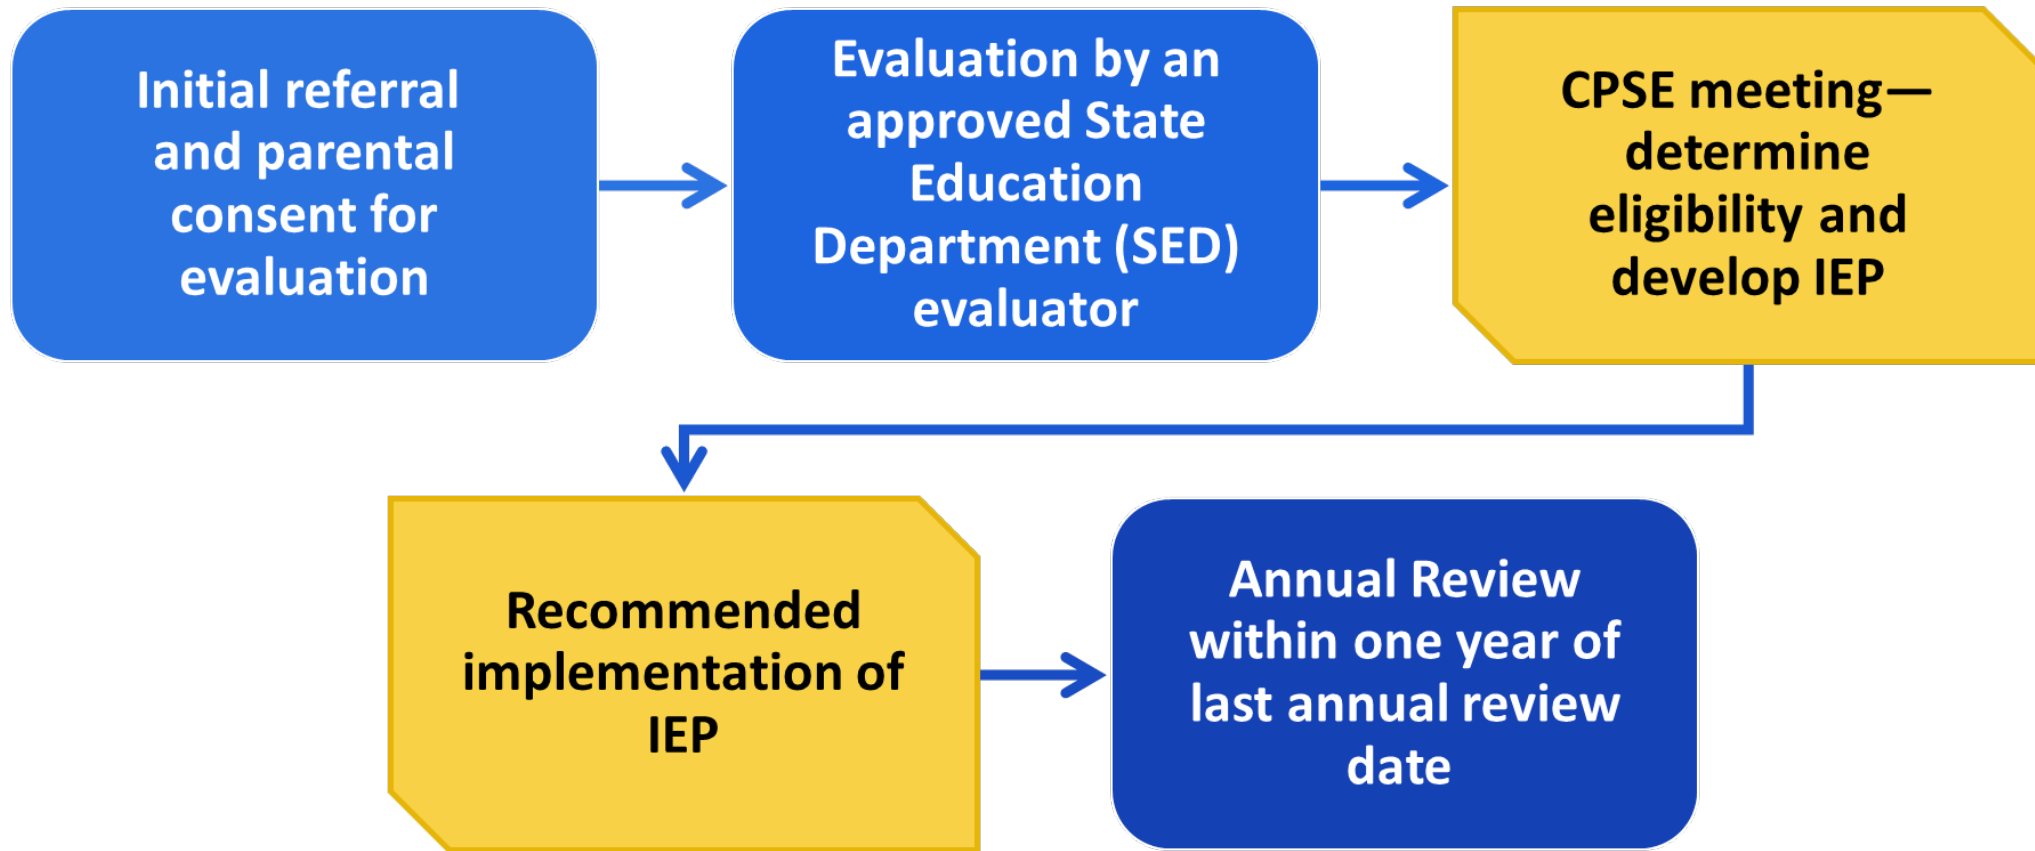 Initial referral
and parental
consent for
evaluation
Evaluation by an
approved State
Education
Department (SED)
evaluator
CPSE meeting—
determine
eligibility and
develop IEP
Recommended
implementation of
IEP
Annual Review
within one year of
last annual review
date